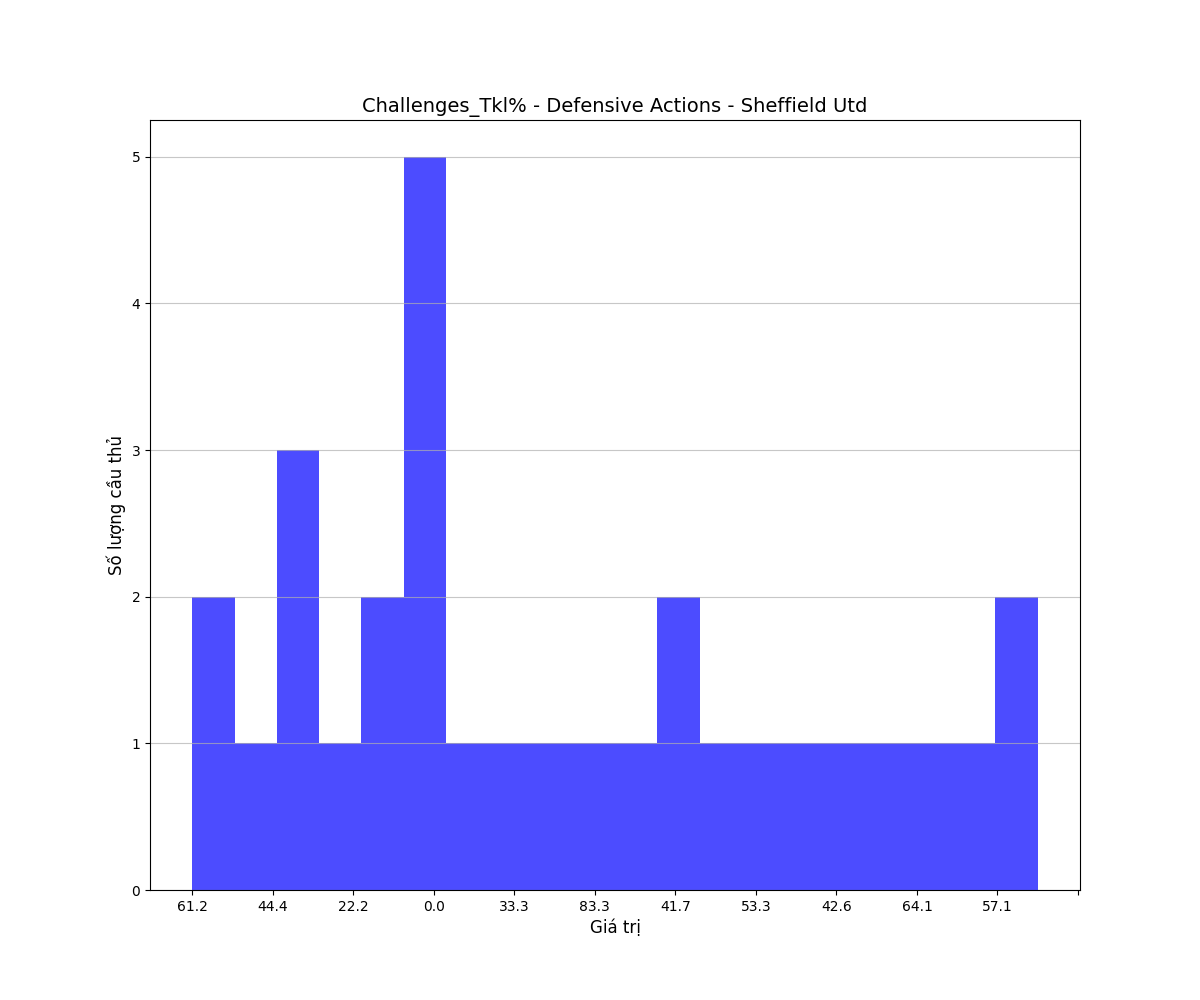 Challenges_Tkl% - Defensive Actions - Sheffield Utd
5
4
3
2
1
0
Số lượng cầu thủ
61.2 44.4 22.2 0.0 33.3 83.3 41.7 53.3 42.6 64.1 57.1
Giá trị